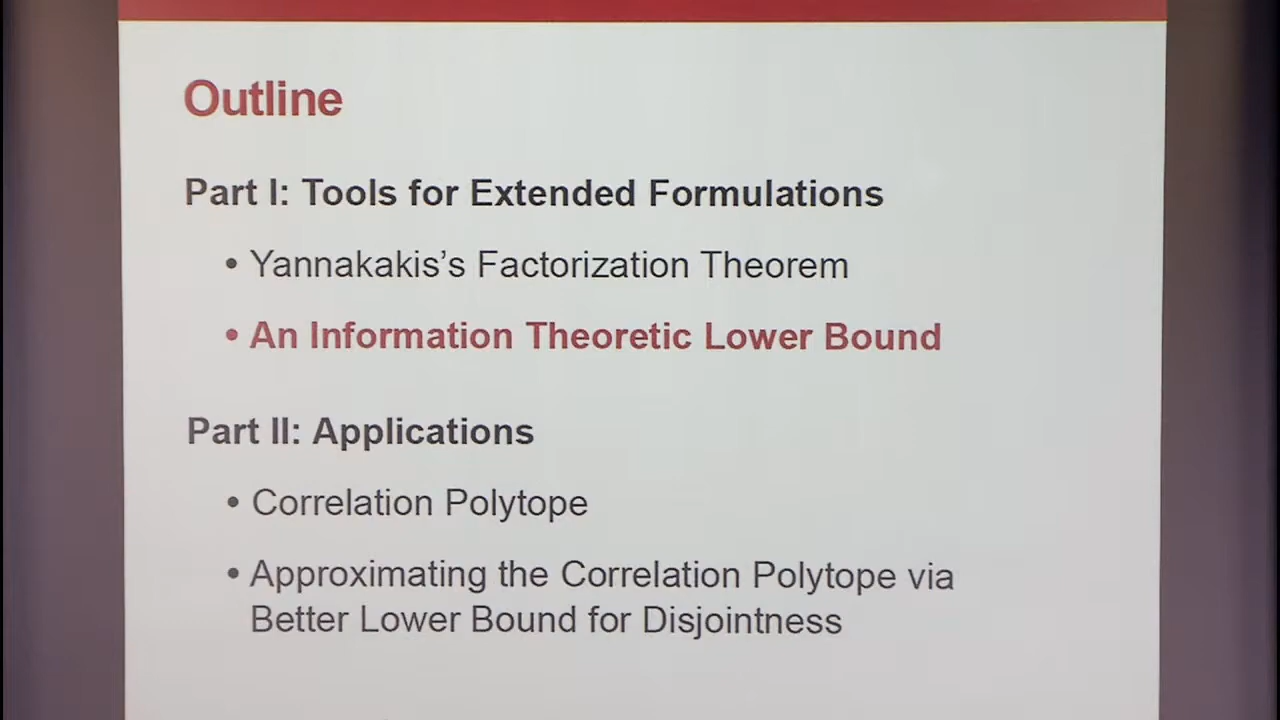 Outline
Part I: Tools for Extended Formulations
• Yannakakis's Factorization Theorem
• An Information Theoretic Lower Bound
Part II: Applications
• Correlation Polytope
• Approximating the Correlation Polytope via
Better Lower Bound for Disjointness